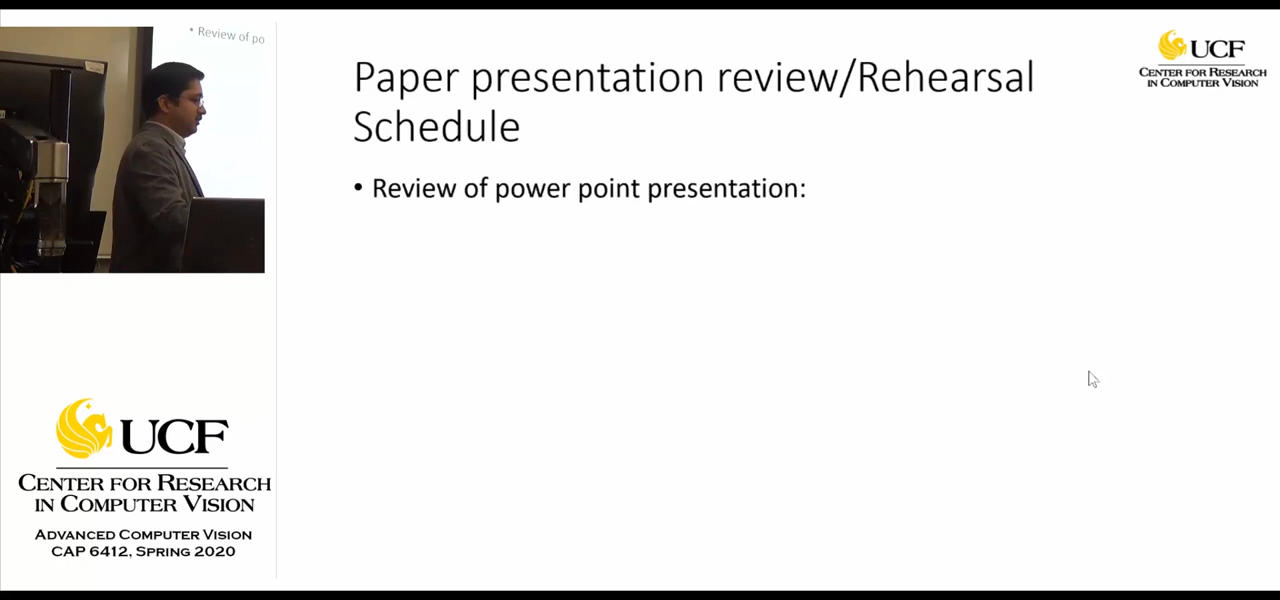 • Review of po
Paper presentation review/Rehearsal
Schedule
• Review of power point presentation:
UCF
CENTER FOR RESEARCH
IN COMPUTER VISION
UCF
CENTER FOR RESEARCH
IN COMPUTER VISION
ADVANCED COMPUTER VISION
CAP 6412, SPRING 2020